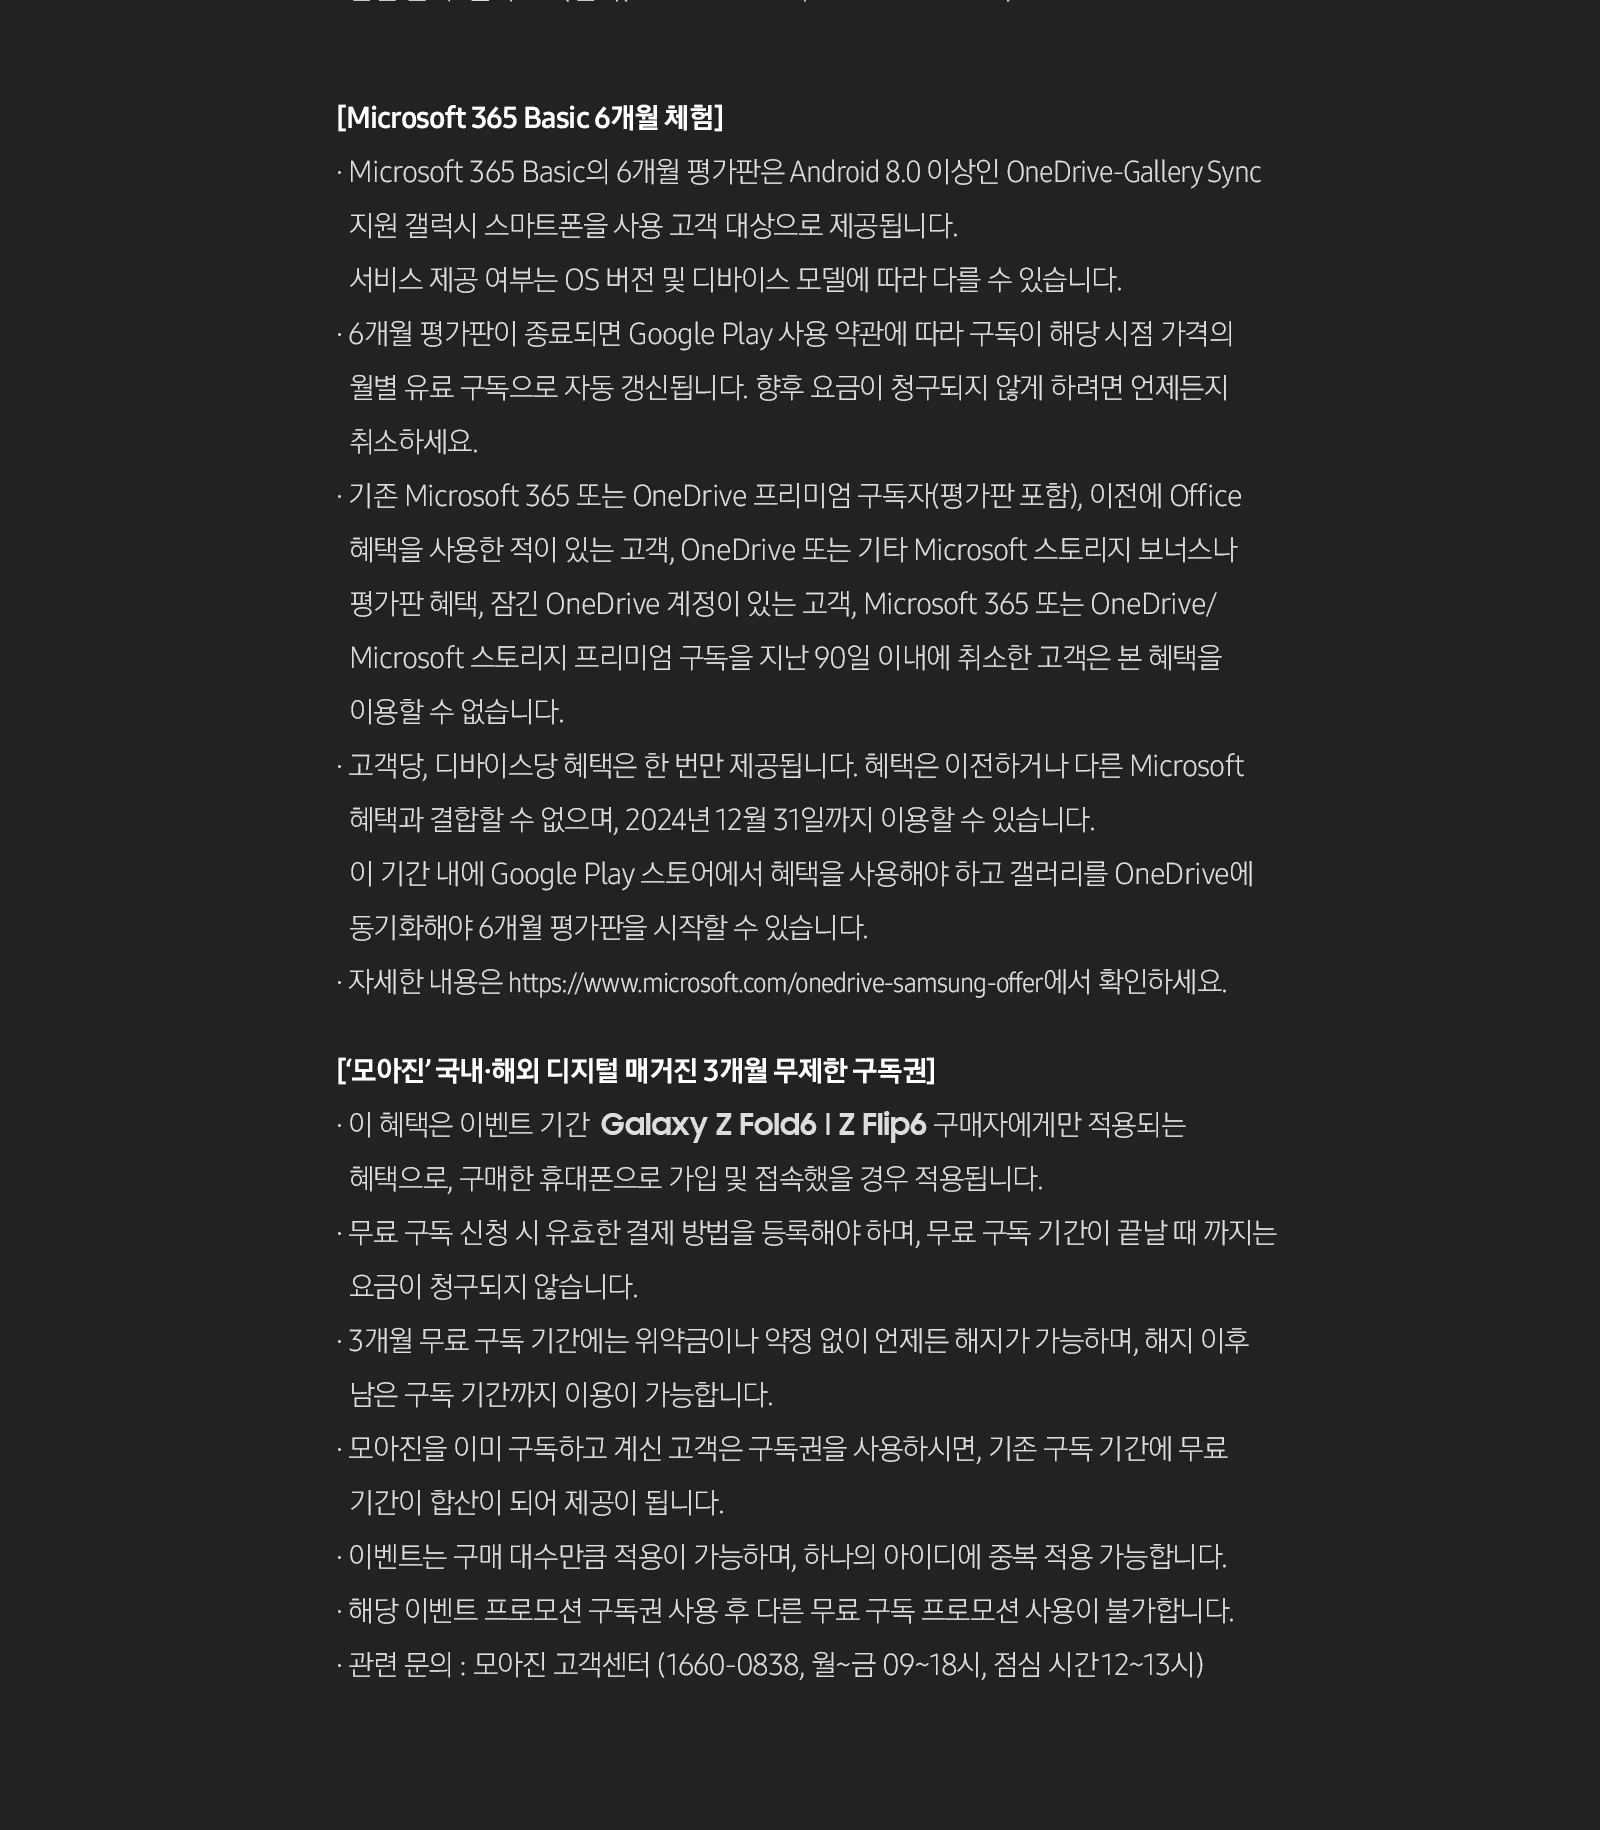 [Microsoft 365 Basic 6개월 체험]
· Microsoft 365 Basic의 6개월 평가판은 Android 8.0 이상인 OneDrive-Gallery Sync
지원 갤럭시 스마트폰을 사용 고객 대상으로 제공됩니다.
서비스 제공 여부는 OS 버전 및 디바이스 모델에 따라 다를 수 있습니다.
· 6개월 평가판이 종료되면 Google Play 사용 약관에 따라 구독이 해당 시점 가격의
월별 유료 구독으로 자동 갱신됩니다. 향후 요금이 청구되지 않게 하려면 언제든지
취소하세요.
· 기존 Microsoft 365 또는 OneDrive 프리미엄 구독자(평가판 포함), 이전에 Office
혜택을 사용한 적이 있는 고객, OneDrive 또는 기타 Microsoft 스토리지 보너스나
평가판 혜택, 잠긴 OneDrive 계정이 있는 고객, Microsoft 365 또는 OneDrive/
Microsoft 스토리지 프리미엄 구독을 지난 90일 이내에 취소한 고객은 본 혜택을
이용할 수 없습니다.
· 고객당, 디바이스당 혜택은 한 번만 제공됩니다. 혜택은 이전하거나 다른 Microsoft
혜택과 결합할 수 없으며, 2024년 12월 31일까지 이용할 수 있습니다.
이 기간 내에 Google Play 스토어에서 혜택을 사용해야 하고 갤러리를 OneDrive에
동기화해야 6개월 평가판을 시작할 수 있습니다.
· 자세한 내용은 https://www.microsoft.com/onedrive-samsung-offer에서 확인하세요.
[‘모아진’ 국내·해외 디지털 매거진 3개월 무제한 구독권]
· 이 혜택은 이벤트 기간 Galaxy Z Fold6 | Z Flip6 구매자에게만 적용되는
혜택으로, 구매한 휴대폰으로 가입 및 접속했을 경우 적용됩니다.
· 무료 구독 신청 시 유효한 결제 방법을 등록해야 하며, 무료 구독 기간이 끝날 때 까지는
요금이 청구되지 않습니다.
· 3개월 무료 구독 기간에는 위약금이나 약정 없이 언제든 해지가 가능하며, 해지 이후
남은 구독 기간까지 이용이 가능합니다.
· 모아진을 이미 구독하고 계신 고객은 구독권을 사용하시면, 기존 구독 기간에 무료
기간이 합산이 되어 제공이 됩니다.
· 이벤트는 구매 대수만큼 적용이 가능하며, 하나의 아이디에 중복 적용 가능합니다.
· 해당 이벤트 프로모션 구독권 사용 후 다른 무료 구독 프로모션 사용이 불가합니다.
· 관련 문의 : 모아진 고객센터 (1660-0838, 월~금 09~18시, 점심 시간12~13시)